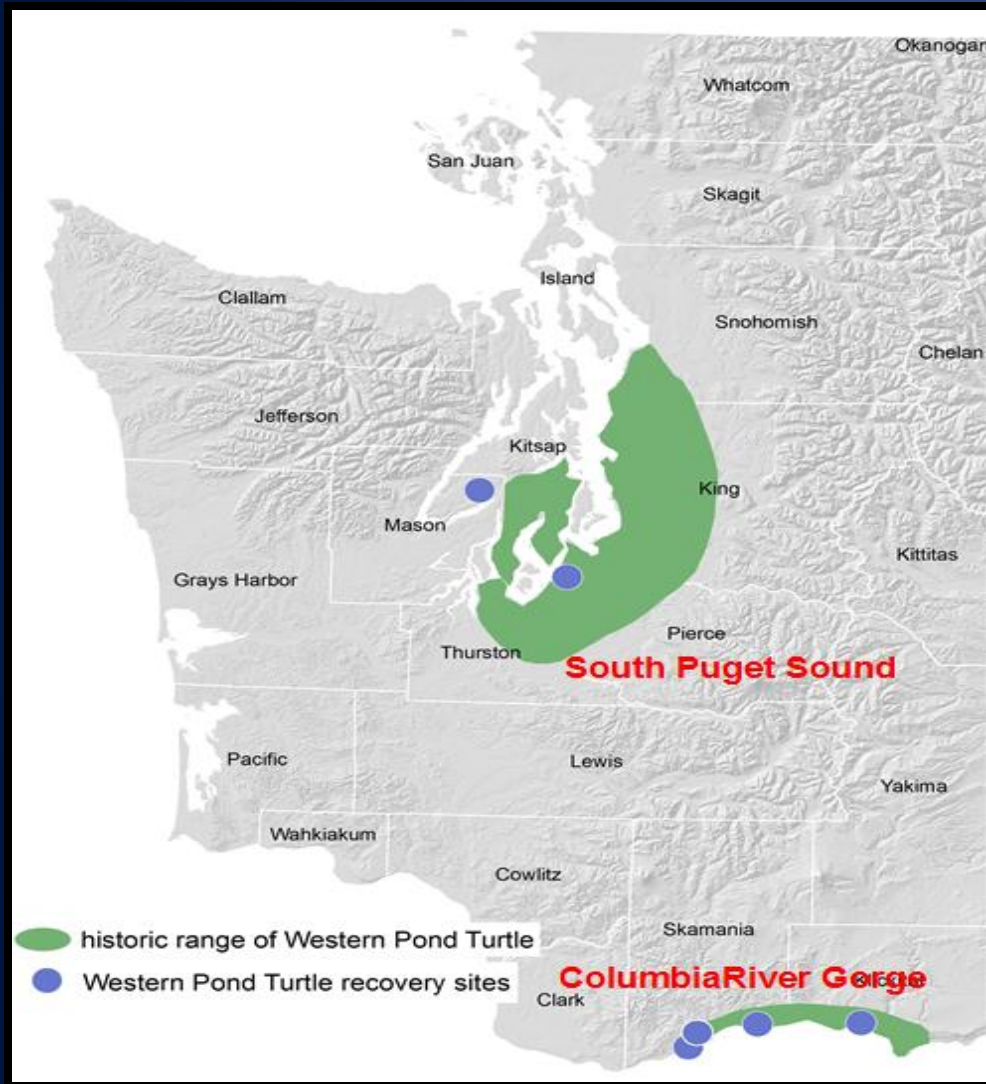 Okanogan
Whatcom
San Juan
Skagit
Island
Clallam
Snohomish
Chelan
Jefferson
Kitsap
King
Mason
Kittitas
Grays Harbor
Pierce
Thurston
South Puget Sound
Pacific
Lewis
Yakima
Wahkiakum
Cowlitz
Skamania
historic range of Western Pond Turtle
Western Pond Turtle recovery sites
ColumbiaRiver Gorge
Clark